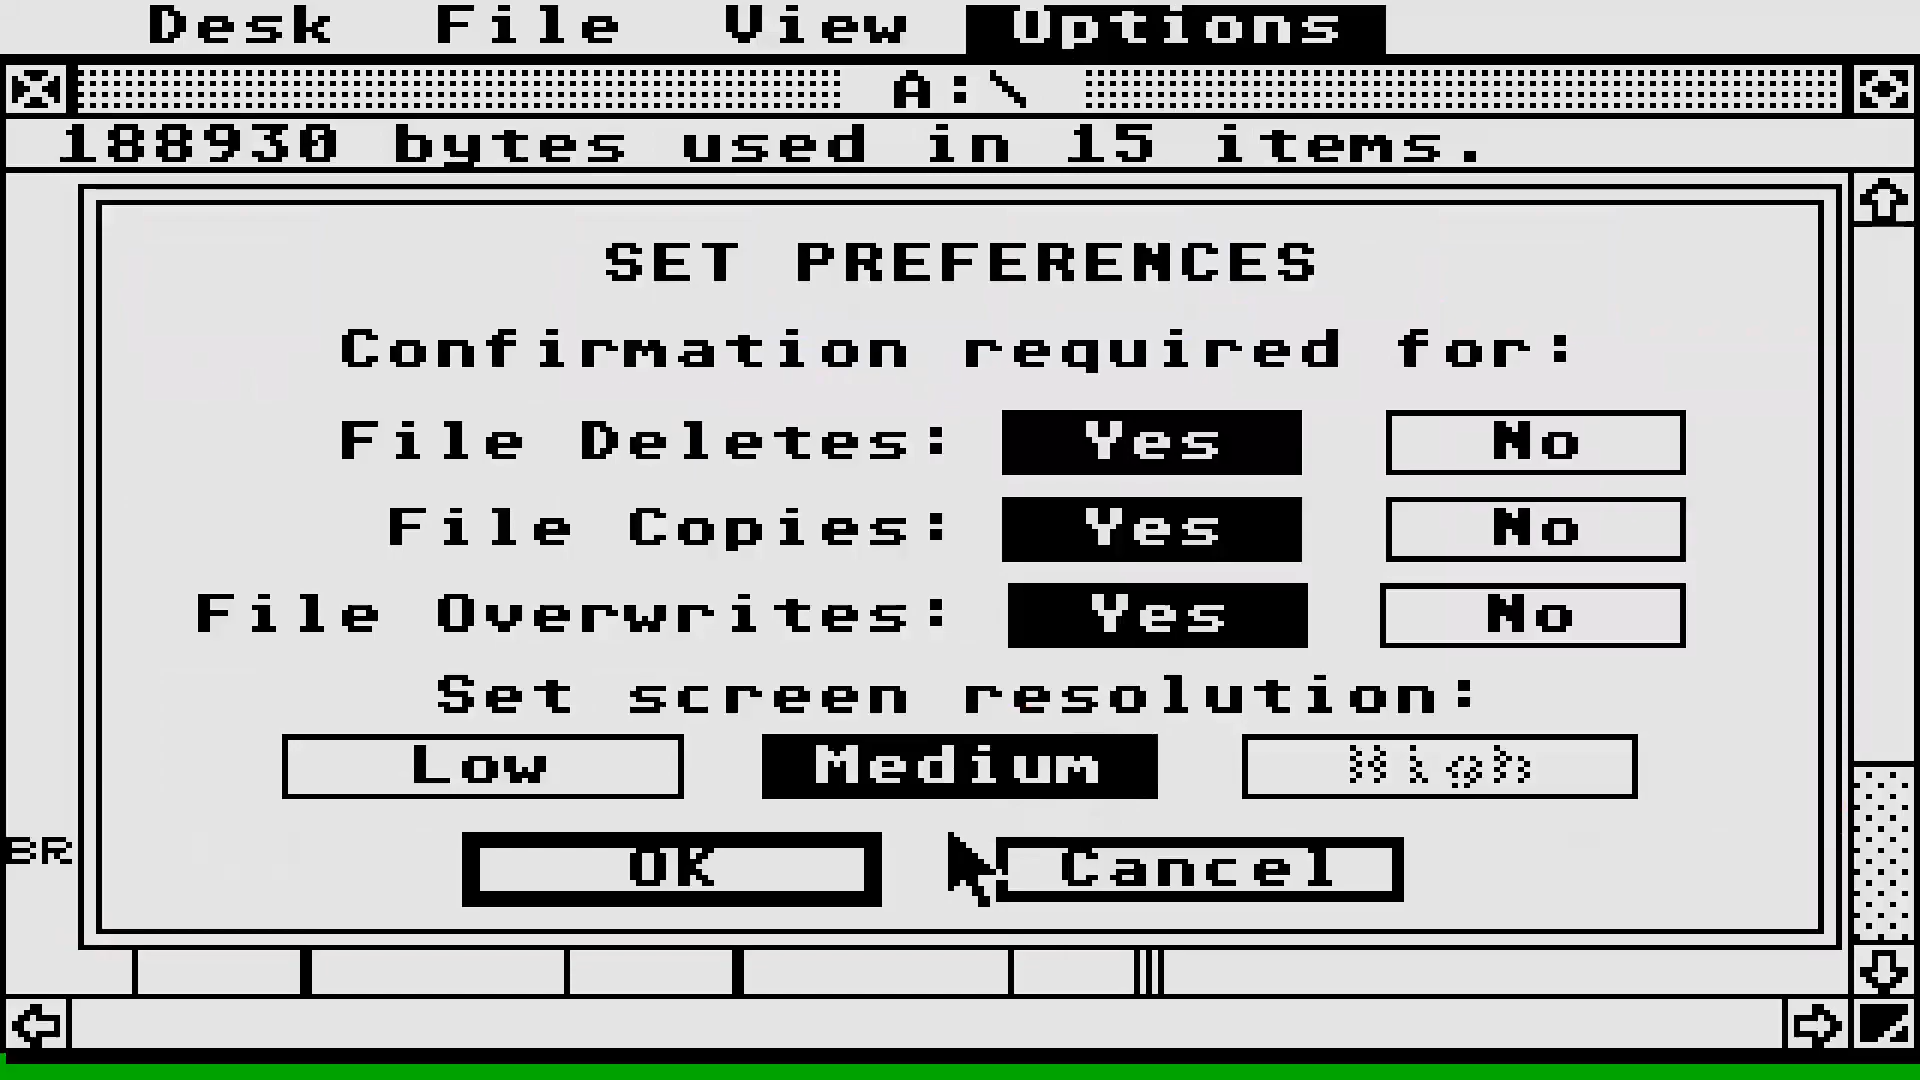 Desk File View Options
A:\
188930 bytes used in 15 items.
SET PREFERENCES
Confirmation required for:
File Deletes: Yes No
File Copies: Yes No
File Overwrites: Yes No
Set screen resolution:
Low Medium High
BR
OK Cancel